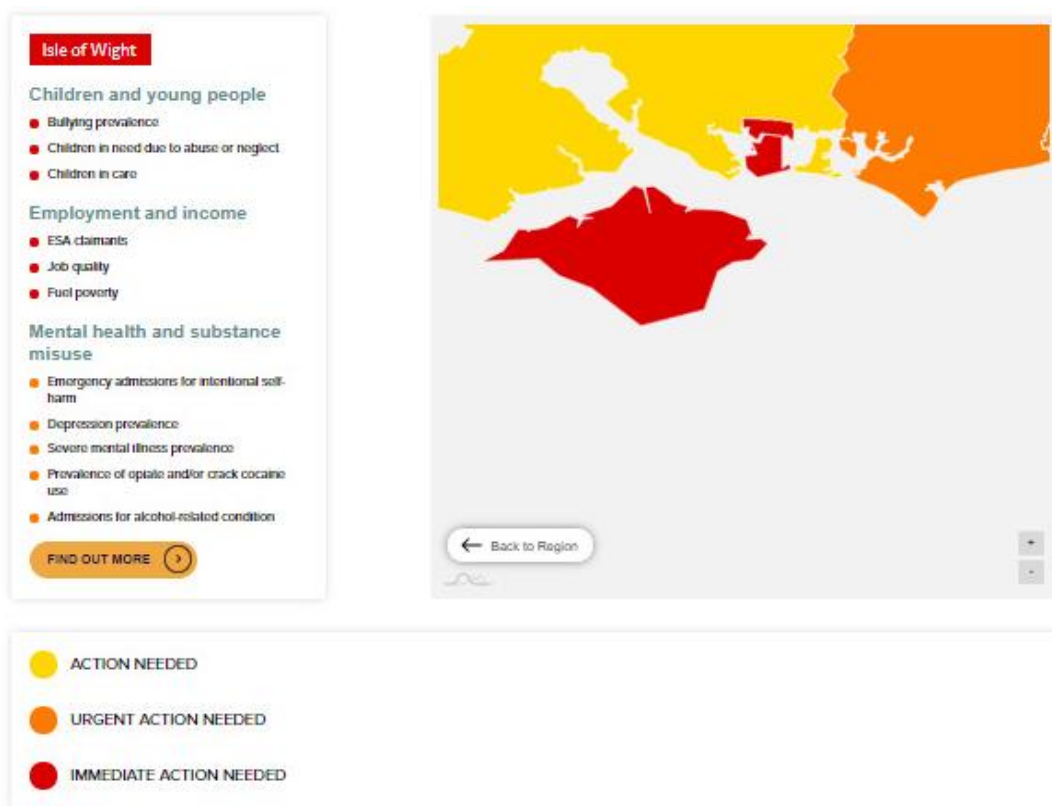 Isle of Wight
Children and young people
Bullying prevalence
Children in need due to abuse or neglect
Children in care
Employment and income
ESA claimants
Job quality
Fuel poverty
Mental health and substance
misuse
Emergency admissions for intentional self-
harm
Depression prevalence
Severe mental illness prevalence
Prevalence of opiate and/or crack cocaine
use
Admissions for alcohol-related condition
FIND OUT MORE
← Back to Region
+
-
ACTION NEEDED
URGENT ACTION NEEDED
IMMEDIATE ACTION NEEDED